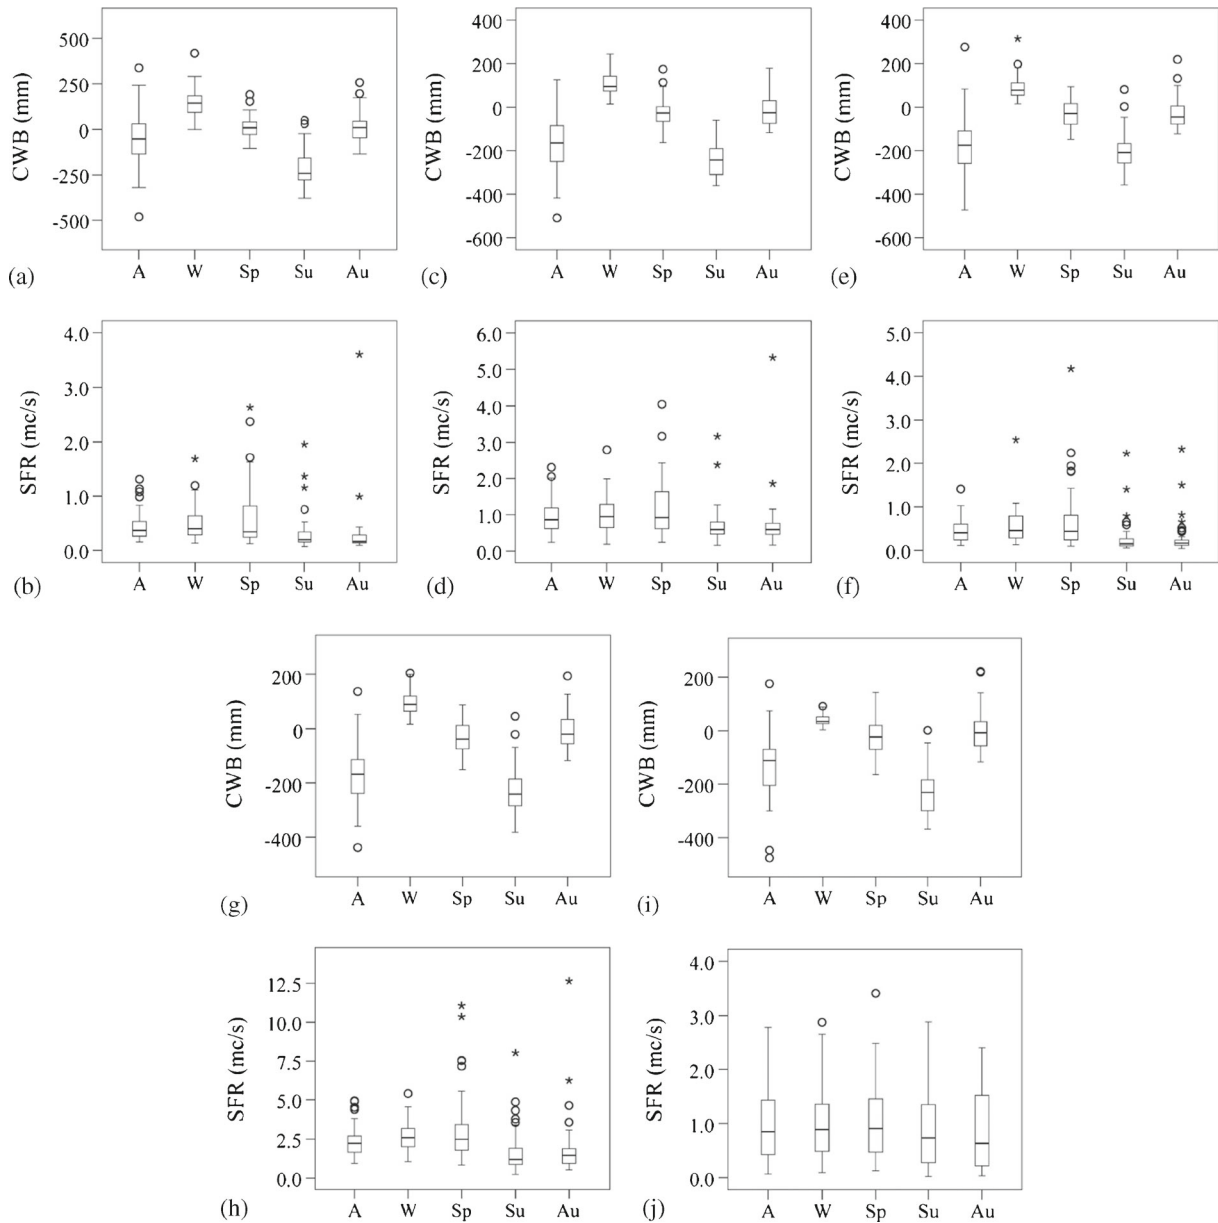 500
250
0
-250
-500
CWB (mm)
A W Sp Su Au
(a)
400
200
0
-200
-400
-600
CWB (mm)
A W Sp Su Au
(c)
400
200
0
-200
-400
-600
CWB (mm)
A W Sp Su Au
(e)
4.0
3.0
2.0
1.0
0.0
SFR (mc/s)
A W Sp Su Au
(b)
6.0
5.0
4.0
3.0
2.0
1.0
0.0
SFR (mc/s)
A W Sp Su Au
(d)
5.0
4.0
3.0
2.0
1.0
0.0
SFR (mc/s)
A W Sp Su Au
(f)
200
0
-200
-400
CWB (mm)
A W Sp Su Au
(g)
200
0
-200
-400
CWB (mm)
A W Sp Su Au
(i)
12.5
10.0
7.5
5.0
2.5
0.0
SFR (mc/s)
A W Sp Su Au
(h)
4.0
3.0
2.0
1.0
0.0
SFR (mc/s)
A W Sp Su Au
(j)